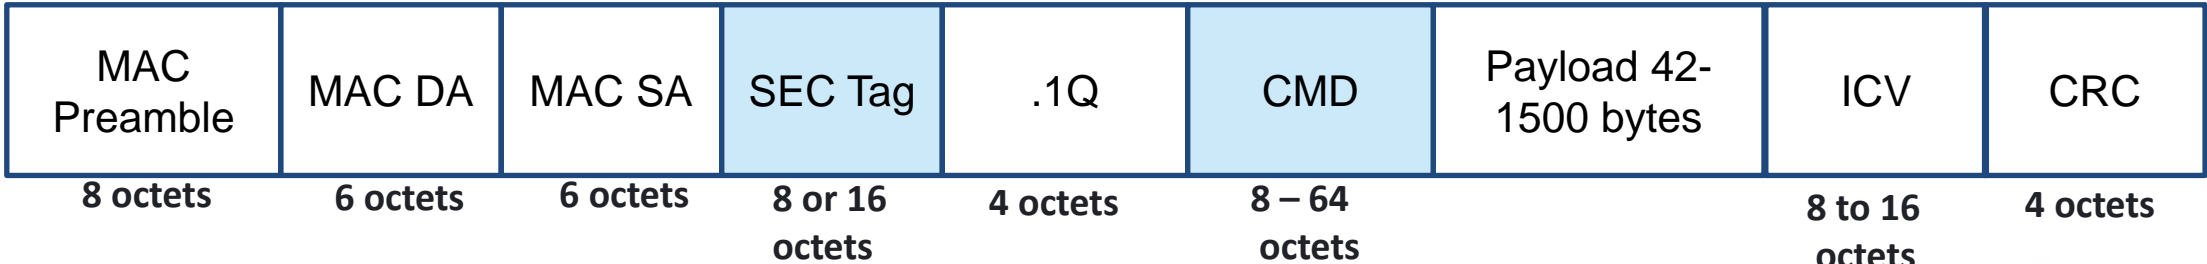 MAC
Preamble
MAC DA
MAC SA
SEC Tag
.1Q
CMD
Payload 42-
1500 bytes
ICV
CRC
8 octets
6 octets
6 octets
8 or 16
octets
4 octets
8 – 64
octets
8 to 16
octets
4 octets